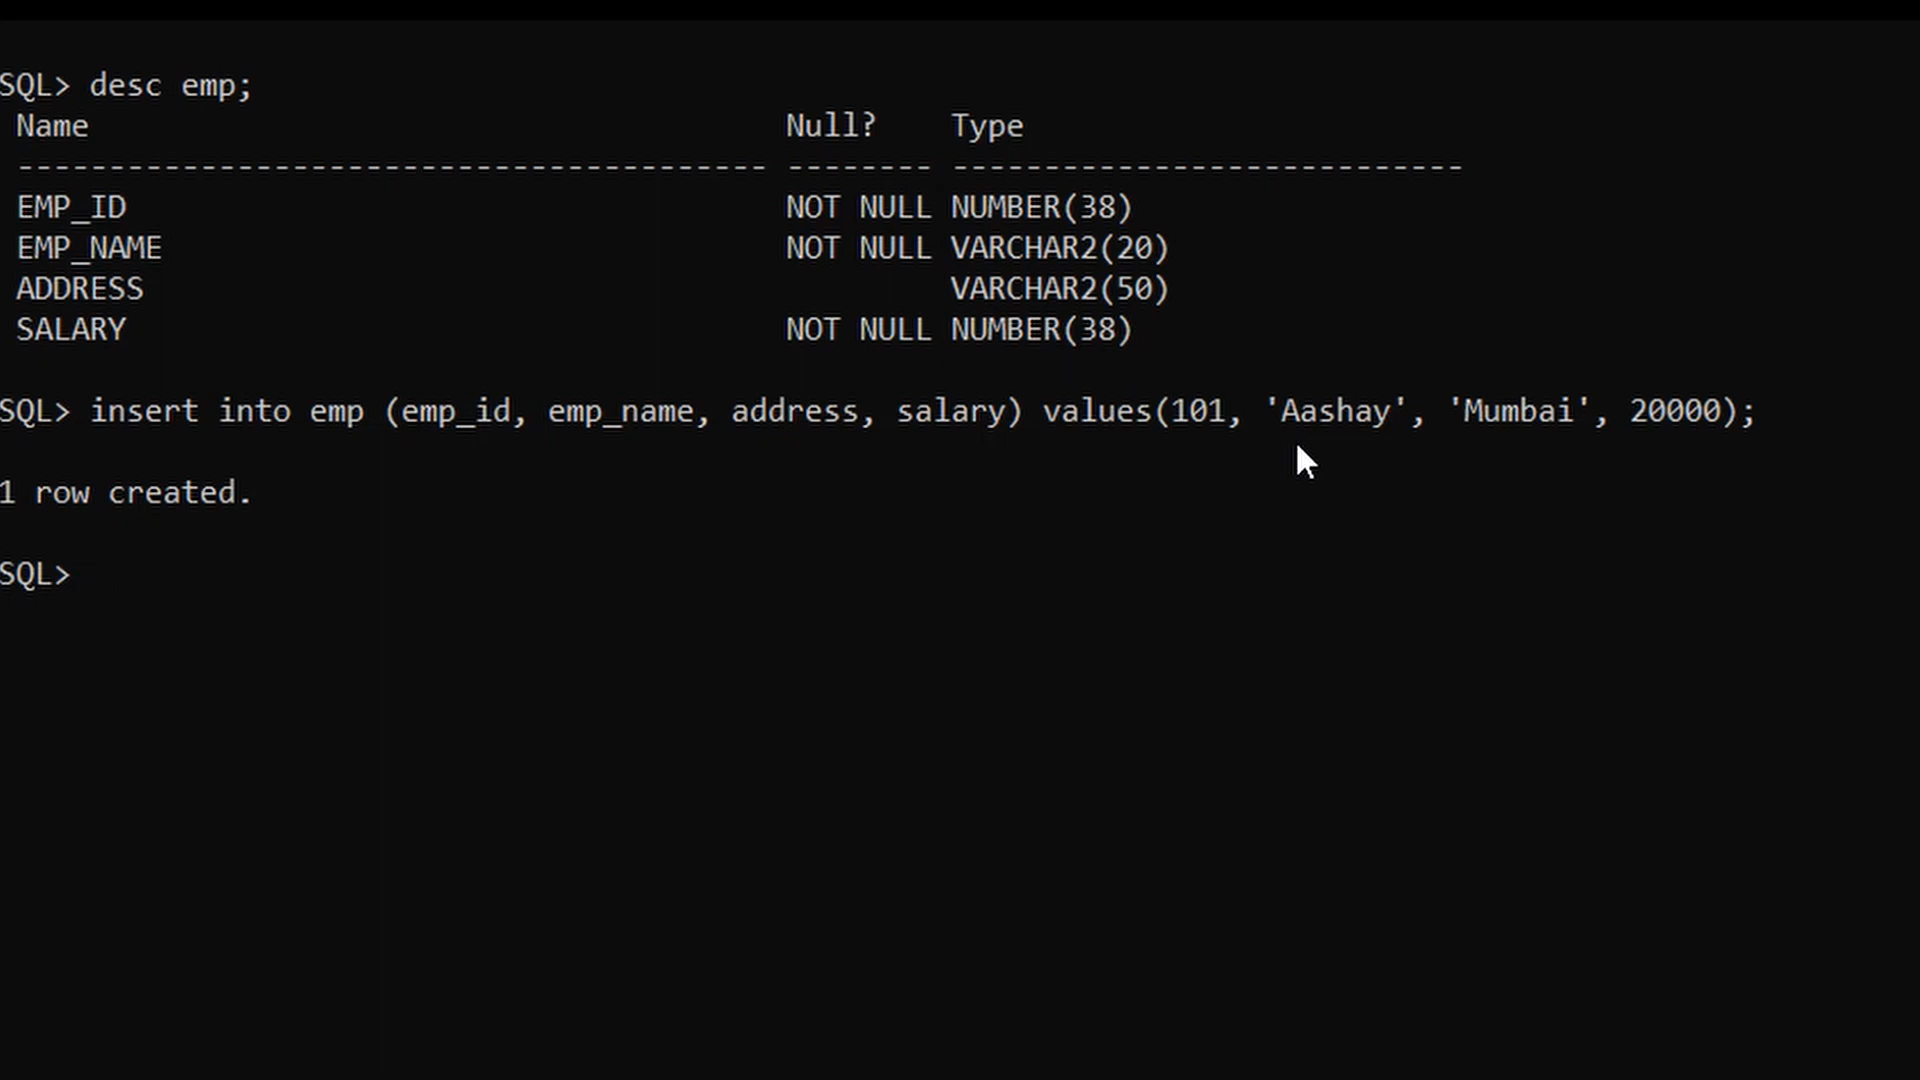 SQL> desc emp;
Name Null? Type
----------------------------------------- -------- ----------------------------
EMP_ID NOT NULL NUMBER(38)
EMP_NAME NOT NULL VARCHAR2(20)
ADDRESS VARCHAR2(50)
SALARY NOT NULL NUMBER(38)
SQL> insert into emp (emp_id, emp_name, address, salary) values(101, 'Aashay', 'Mumbai', 20000);
1 row created.
SQL>